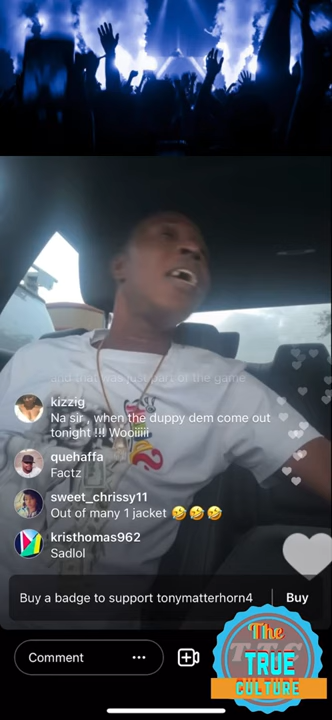 and that was just part of the game
kizzig
Na sir , when the duppy dem come out
tonight !!! Woiiiii
quehaffa
Factz
sweet_chrissy11
Out of many 1 jacket 🤣🤣🤣
kristhomas962
Sadlol
Buy a badge to support tonymatterhorn4
Buy
Comment
The
TRUE
CULTURE